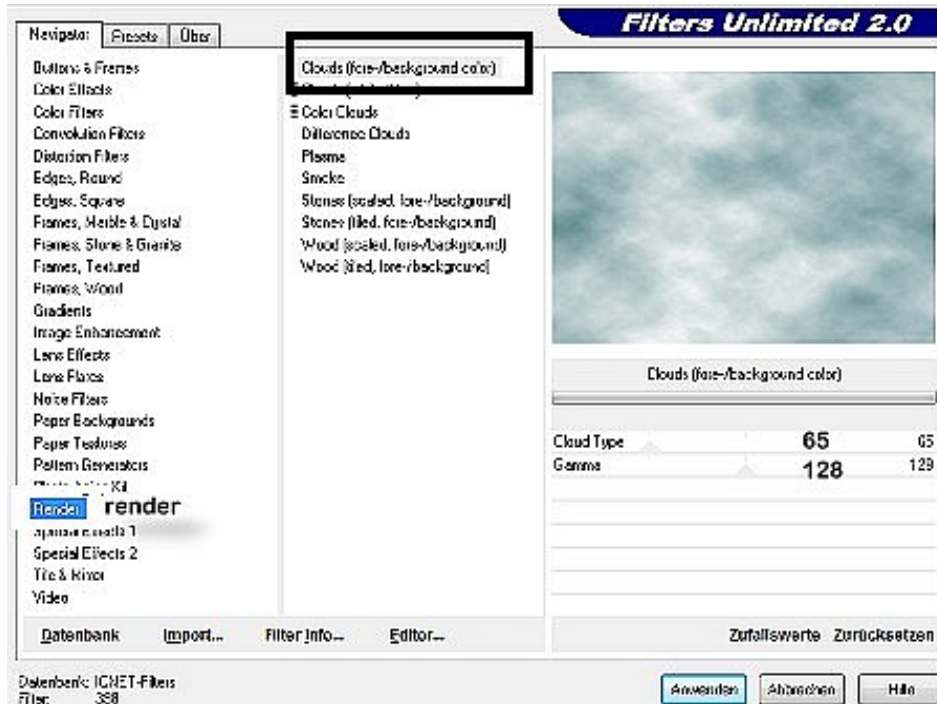 Filters Unlimited 2.0
Navigator Presets Über
Buttons & Frames
Color Effects
Color Filters
Convolution Filters
Distortion Filters
Edges, Round
Edges, Square
Frames, Marble & Crystal
Frames, Stone & Granite
Frames, Textured
Frames, Wood
Gradients
Image Enhancement
Lens Effects
Lens Flares
Noise Filters
Paper Backgrounds
Paper Textures
Pattern Generators
Render render
Special Effects 1
Special Effects 2
Tile & Mirror
Video
Clouds (fore-/background color)
Color Clouds
Difference Clouds
Plasma
Smoke
Stones (scaled, fore-/background)
Stones (tiled, fore-/background)
Wood (scaled, fore-/background)
Wood (tiled, fore-/background)
Clouds (fore-/background color)
Cloud Type 65 65
Gamma 128 128
Datenbank Import... Filter Info... Editor... Zufallswerte Zurücksetzen
Datenbank: ICNET-Filters
Filter: 398
Anwenden Abbrechen Hilfe